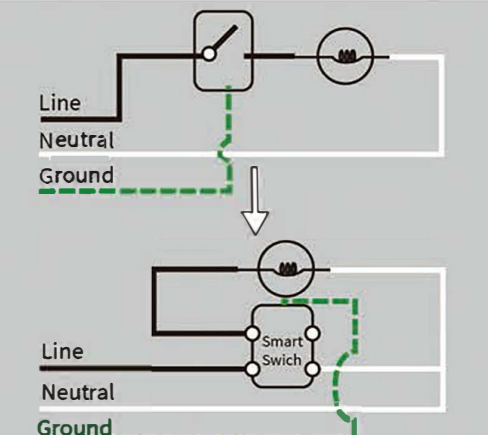 Line
Neutral
Ground
Smart
Swich
Line
Neutral
Ground